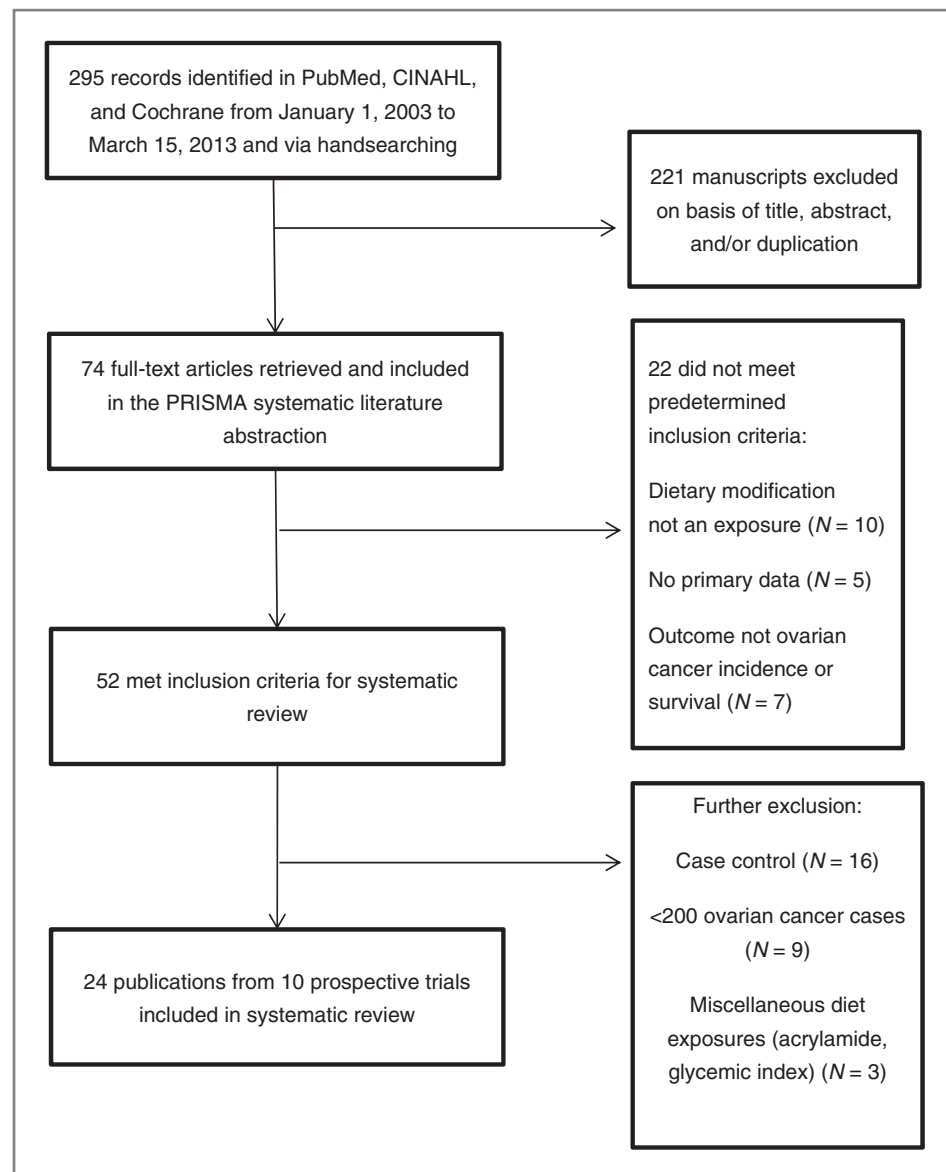 295 records identified in PubMed, CINAHL,
and Cochrane from January 1, 2003 to
March 15, 2013 and via handsearching
221 manuscripts excluded
on basis of title, abstract,
and/or duplication
74 full-text articles retrieved and included
in the PRISMA systematic literature
abstraction
22 did not meet
predetermined
inclusion criteria:
Dietary modification
not an exposure (N = 10)
No primary data (N = 5)
Outcome not ovarian
cancer incidence or
survival (N = 7)
52 met inclusion criteria for systematic
review
Further exclusion:
Case control (N = 16)
<200 ovarian cancer cases
(N = 9)
Miscellaneous diet
exposures (acrylamide,
glycemic index) (N = 3)
24 publications from 10 prospective trials
included in systematic review